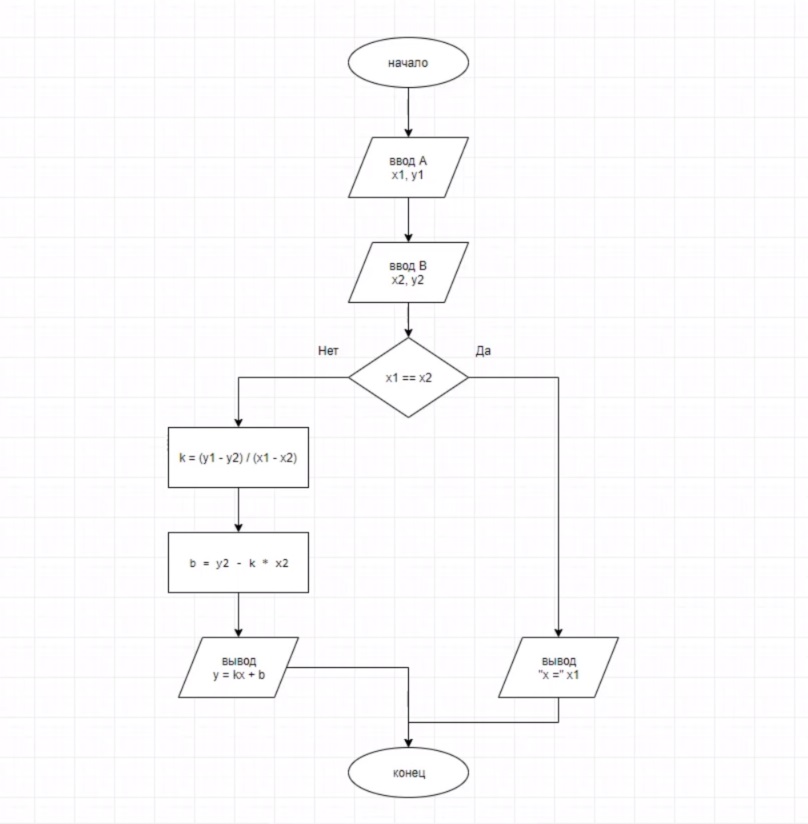 начало
ввод A
x1, y1
ввод B
x2, y2
Нет
Да
x1 == x2
k = (y1 - y2) / (x1 - x2)
b = y2 - k * x2
вывод
y = kx + b
вывод
"x =" x1
конец